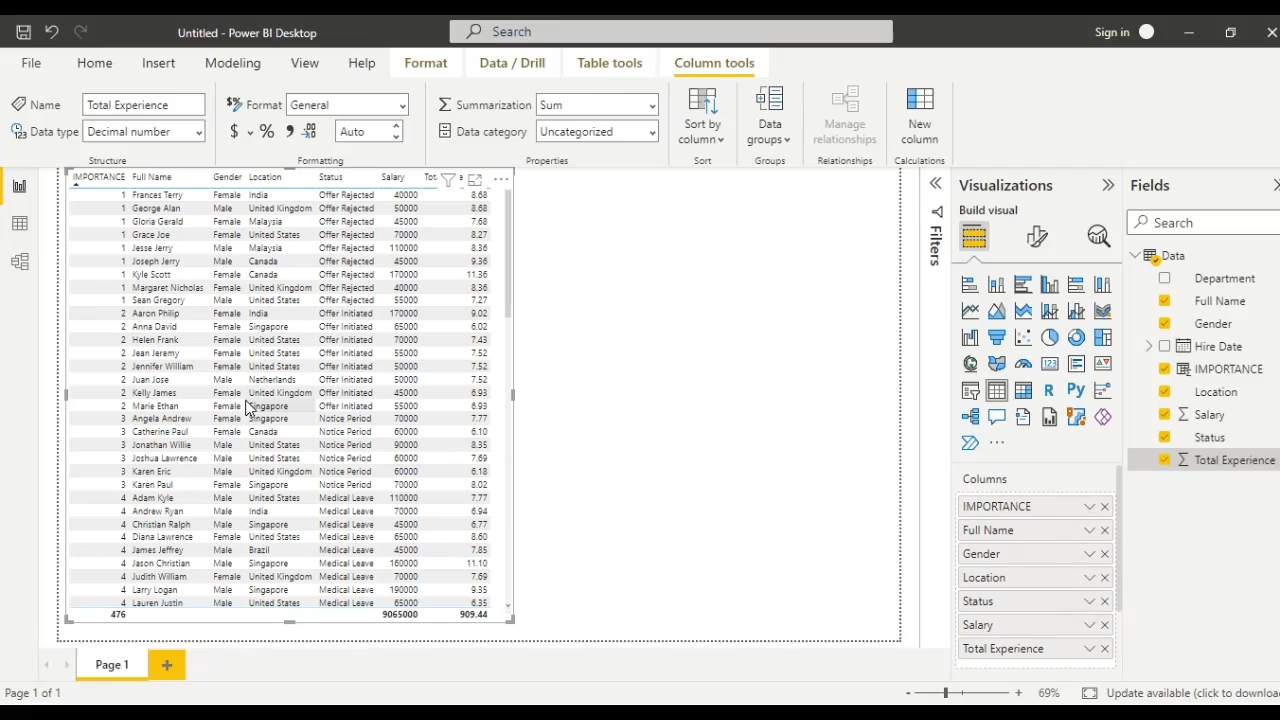 Untitled - Power BI Desktop Search Sign in
File Home Insert Modeling View Help Format Data / Drill Table tools Column tools
Name Total Experience Format General Summarization Sum
Data type Decimal number $ % Auto Data category Uncategorized
Sort by column Data groups Manage relationships New column
Structure Formatting Properties Sort Groups Relationships Calculations
IMPORTANCE Full Name Gender Location Status Salary Tot
1 Frances Terry Female India Offer Rejected 40000 8.68
1 George Alan Male United Kingdom Offer Rejected 50000 8.68
1 Gloria Gerald Female Malaysia Offer Rejected 45000 7.68
1 Grace Joe Female United States Offer Rejected 70000 8.27
1 Jesse Jerry Male Malaysia Offer Rejected 110000 8.36
1 Joseph Jerry Male Canada Offer Rejected 45000 9.36
1 Kyle Scott Female Canada Offer Rejected 170000 11.36
1 Margaret Nicholas Female United Kingdom Offer Rejected 40000 8.36
1 Sean Gregory Male United States Offer Rejected 55000 7.27
2 Aaron Philip Female India Offer Initiated 170000 9.02
2 Anna David Female Singapore Offer Initiated 65000 6.02
2 Helen Frank Female United States Offer Initiated 70000 7.43
2 Jean Jeremy Female United States Offer Initiated 55000 7.52
2 Jennifer William Female United States Offer Initiated 50000 7.52
2 Juan Jose Male Netherlands Offer Initiated 50000 7.52
2 Kelly James Female United Kingdom Offer Initiated 45000 6.93
2 Marie Ethan Female Singapore Offer Initiated 55000 6.93
3 Angela Andrew Female Singapore Notice Period 70000 7.77
3 Catherine Paul Female Canada Notice Period 60000 6.10
3 Jonathan Willie Male United States Notice Period 90000 8.35
3 Joshua Lawrence Male United States Notice Period 60000 7.69
3 Karen Eric Male United Kingdom Notice Period 60000 6.18
3 Karen Paul Female Singapore Notice Period 70000 8.02
4 Adam Kyle Male United States Medical Leave 110000 7.77
4 Andrew Ryan Male India Medical Leave 70000 6.94
4 Christian Ralph Male Singapore Medical Leave 45000 6.77
4 Diana Lawrence Female United States Medical Leave 65000 8.60
4 James Jeffrey Male Brazil Medical Leave 45000 7.85
4 Jason Christian Male Singapore Medical Leave 160000 11.10
4 Judith William Female United Kingdom Medical Leave 70000 7.69
4 Larry Logan Male Singapore Medical Leave 190000 9.35
4 Lauren Justin Male United States Medical Leave 65000 6.35
476 9065000 909.44
Filters
Visualizations
Build visual
R Py
Columns
IMPORTANCE
Full Name
Gender
Location
Status
Salary
Total Experience
Fields
Search
Data
Department
Full Name
Gender
Hire Date
IMPORTANCE
Location
Salary
Status
Total Experience
Page 1
Page 1 of 1 - + 69% Update available (click to download